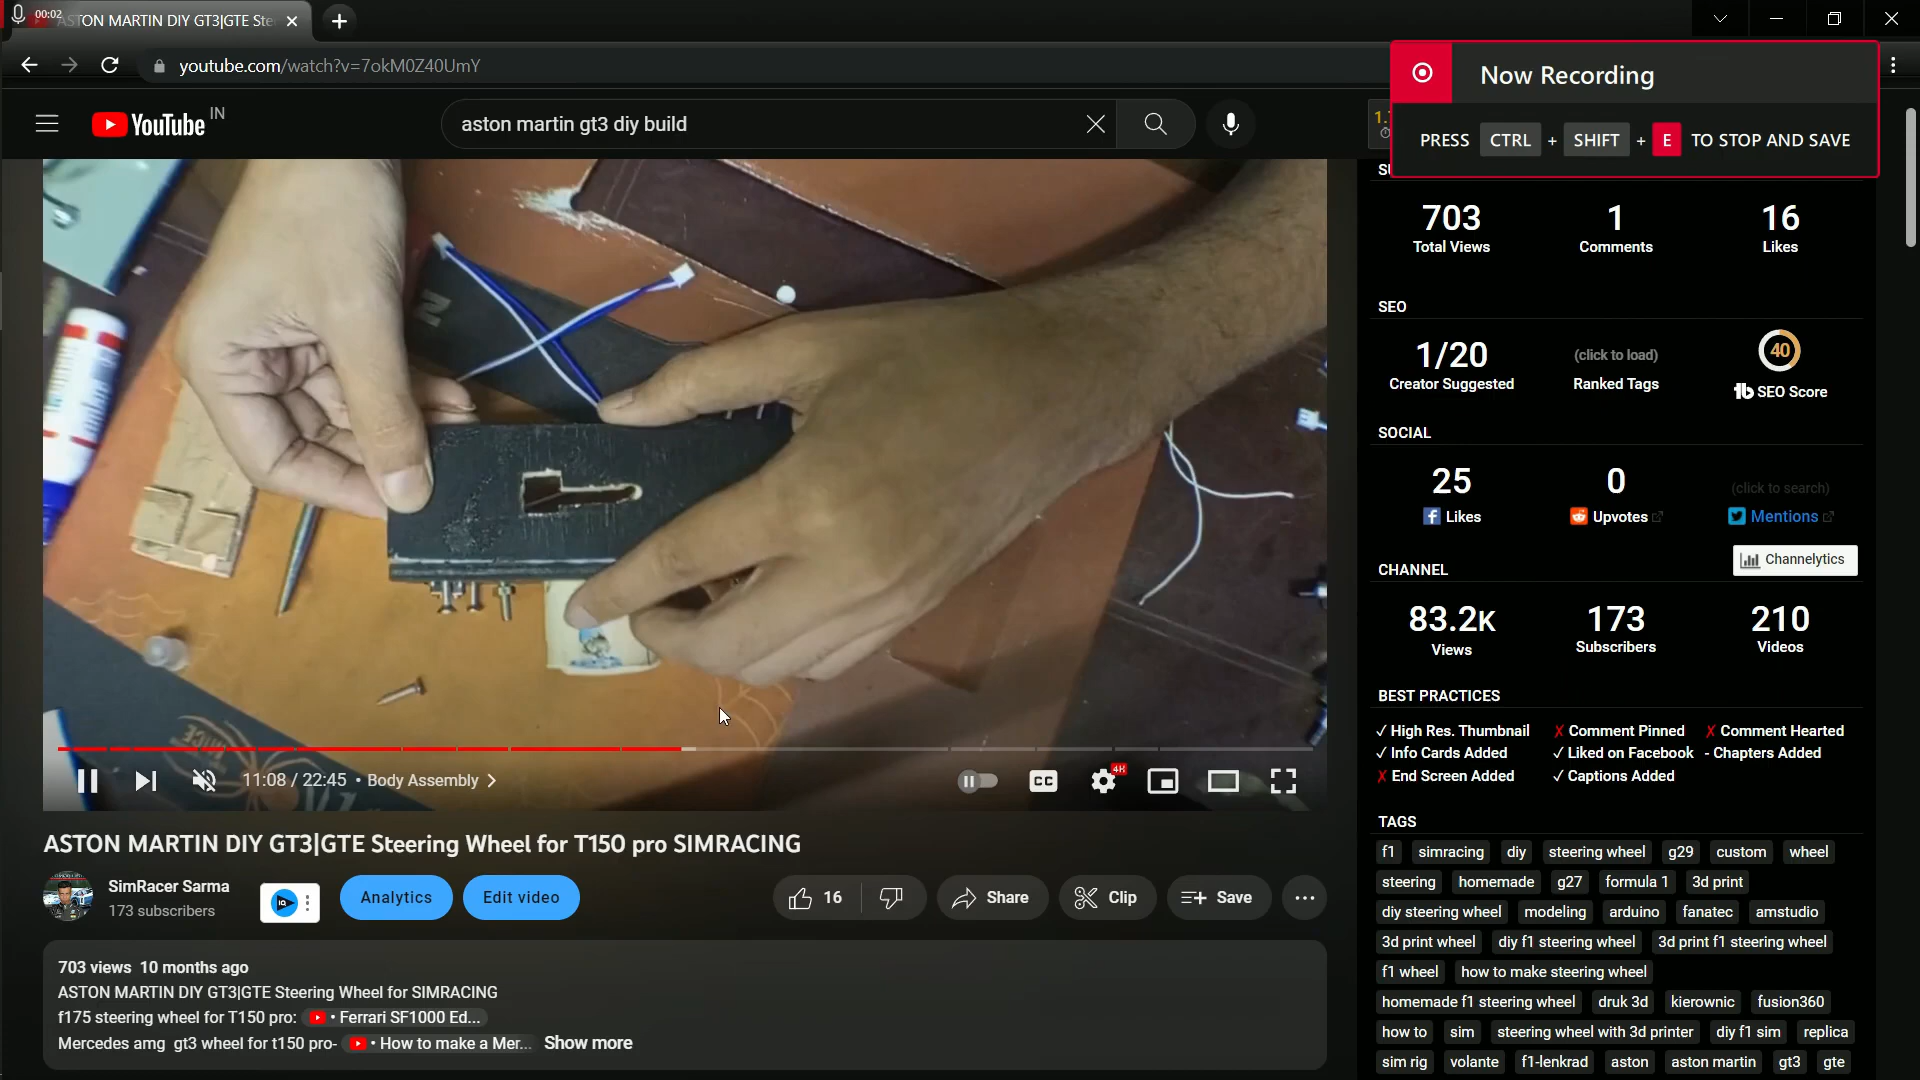 00:02
STON MARTIN DIY GT3|GTE Ste
youtube.com/watch?v=7okM0Z40UmY
Now Recording
PRESS CTRL + SHIFT + E TO STOP AND SAVE
YouTube IN
aston martin gt3 diy build
703 1 16
Total Views Comments Likes
SEO
1/20 (click to load) 40
Creator Suggested Ranked Tags tb SEO Score
SOCIAL
25 0 (click to search)
Likes Upvotes Mentions
CHANNEL Channelytics
83.2K 173 210
Views Subscribers Videos
BEST PRACTICES
✓ High Res. Thumbnail ✗ Comment Pinned ✗ Comment Hearted
✓ Info Cards Added ✓ Liked on Facebook - Chapters Added
✗ End Screen Added ✓ Captions Added
11:08 / 22:45 • Body Assembly
CC 4K
ASTON MARTIN DIY GT3|GTE Steering Wheel for T150 pro SIMRACING
SimRacer Sarma
173 subscribers
IQ
Analytics Edit video
16 Share Clip Save
703 views 10 months ago
ASTON MARTIN DIY GT3|GTE Steering Wheel for SIMRACING
f175 steering wheel for T150 pro: • Ferrari SF1000 Ed...
Mercedes amg gt3 wheel for t150 pro- • How to make a Mer... Show more
TAGS
f1 simracing diy steering wheel g29 custom wheel
steering homemade g27 formula 1 3d print
diy steering wheel modeling arduino fanatec amstudio
3d print wheel diy f1 steering wheel 3d print f1 steering wheel
f1 wheel how to make steering wheel
homemade f1 steering wheel druk 3d kierownic fusion360
how to sim steering wheel with 3d printer diy f1 sim replica
sim rig volante f1-lenkrad aston aston martin gt3 gte